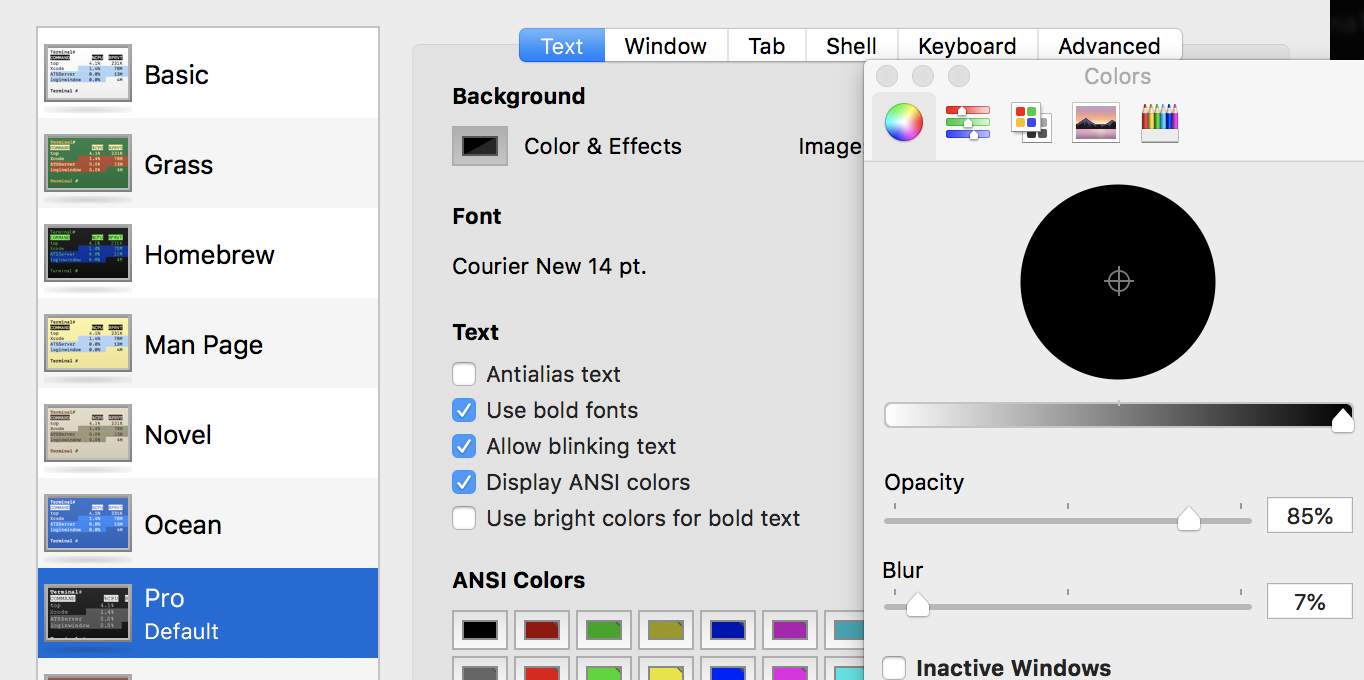 Basic
Grass
Homebrew
Man Page
Novel
Ocean
Pro
Default
Text
Window
Tab
Shell
Keyboard
Advanced
Background
Color & Effects
Image
Font
Courier New 14 pt.
Text
Antialias text
Use bold fonts
Allow blinking text
Display ANSI colors
Use bright colors for bold text
ANSI Colors
Colors
Opacity
85%
Blur
7%
Inactive Windows